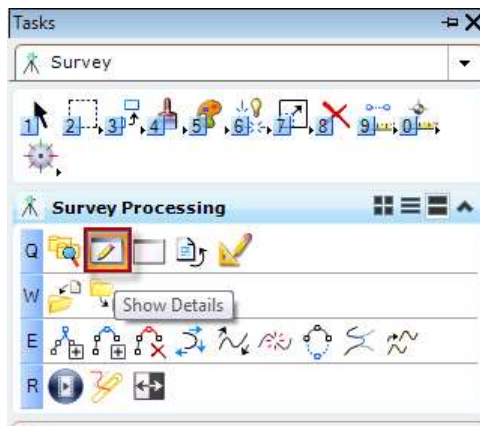 Tasks
Survey
1 2 3 4 5 6 7 8 9 0
Survey Processing
Q
W
Show Details
E
R